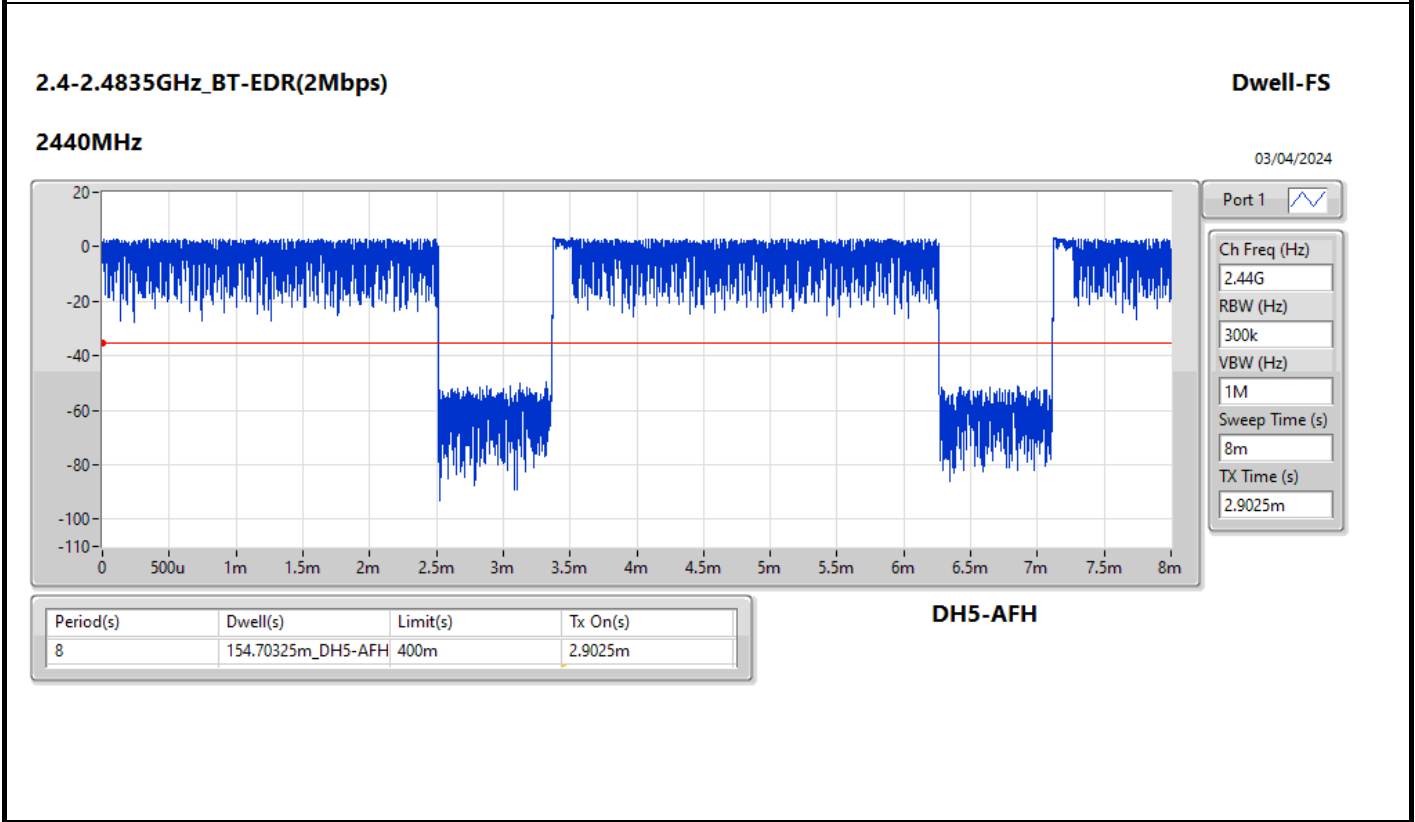 2.4-2.4835GHz_BT-EDR(2Mbps)
Dwell-FS
2440MHz
03/04/2024
20
0
-20
-40
-60
-80
-100
-110
0 500u 1m 1.5m 2m 2.5m 3m 3.5m 4m 4.5m 5m 5.5m 6m 6.5m 7m 7.5m 8m
Port 1
Ch Freq (Hz)
2.44G
RBW (Hz)
300k
VBW (Hz)
1M
Sweep Time (s)
8m
TX Time (s)
2.9025m
Period(s) Dwell(s) Limit(s) Tx On(s)
8 154.70325m_DH5-AFH 400m 2.9025m
DH5-AFH